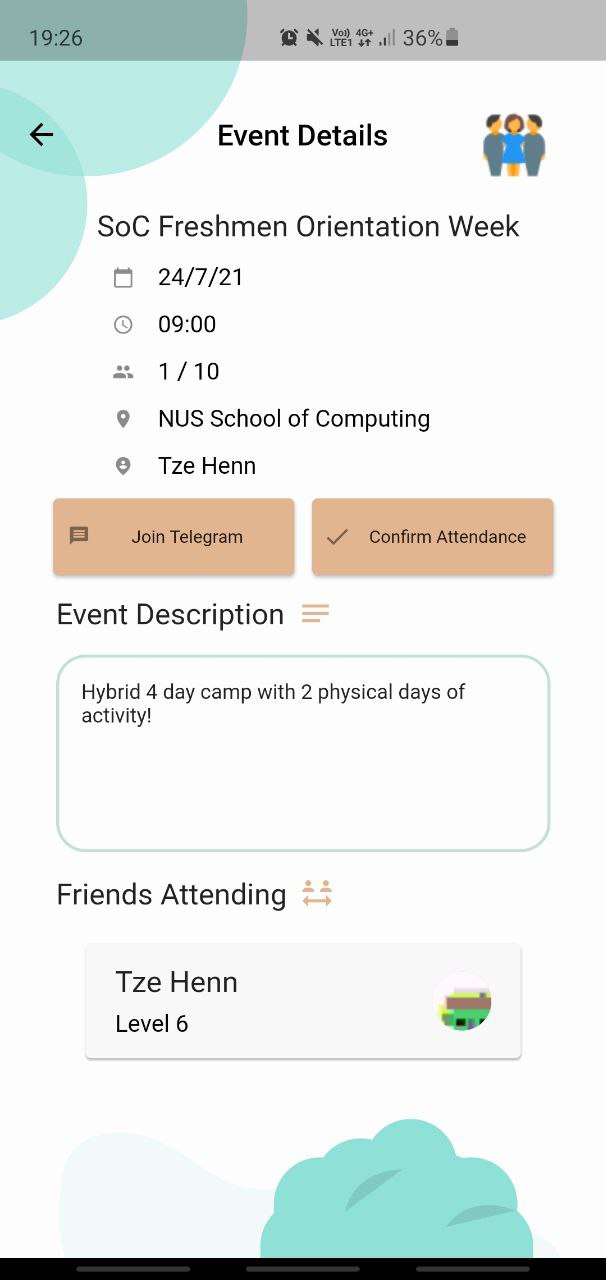 19:26
Vo)) 4G+
LTE1
36%
Event Details
SoC Freshmen Orientation Week
24/7/21
09:00
1 / 10
NUS School of Computing
Tze Henn
Join Telegram
Confirm Attendance
Event Description
Hybrid 4 day camp with 2 physical days of
activity!
Friends Attending
Tze Henn
Level 6